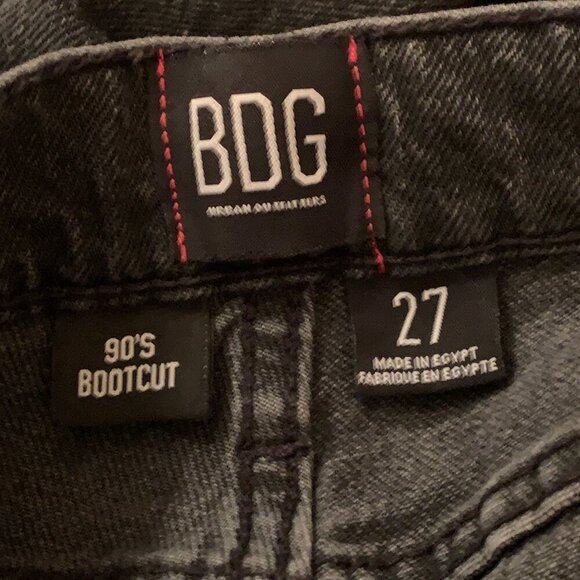 BDG
URBAN OUTFITTERS
90'S
BOOTCUT
27
MADE IN EGYPT
FABRIQUE EN EGYPTE